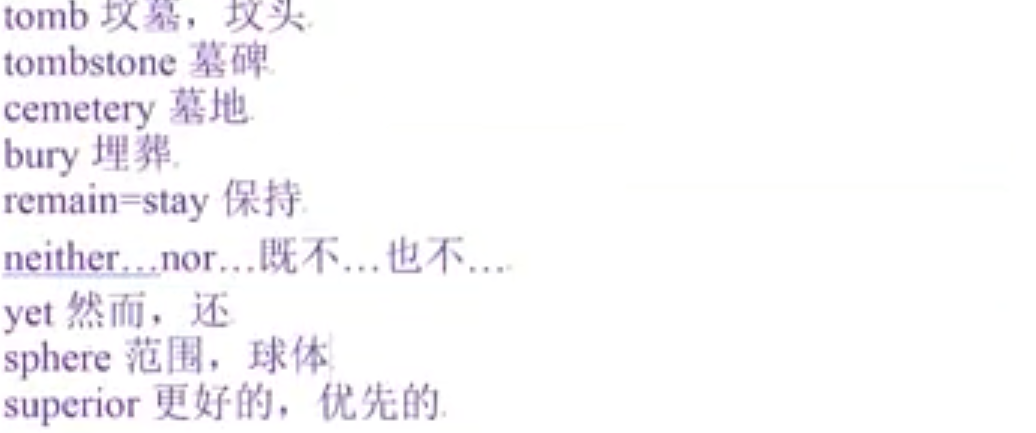 tomb 坟墓，坟头
tombstone 墓碑
cemetery 墓地
bury 埋葬
remain=stay 保持
neither…nor…既不…也不…
yet 然而，还
sphere 范围，球体
superior 更好的，优先的